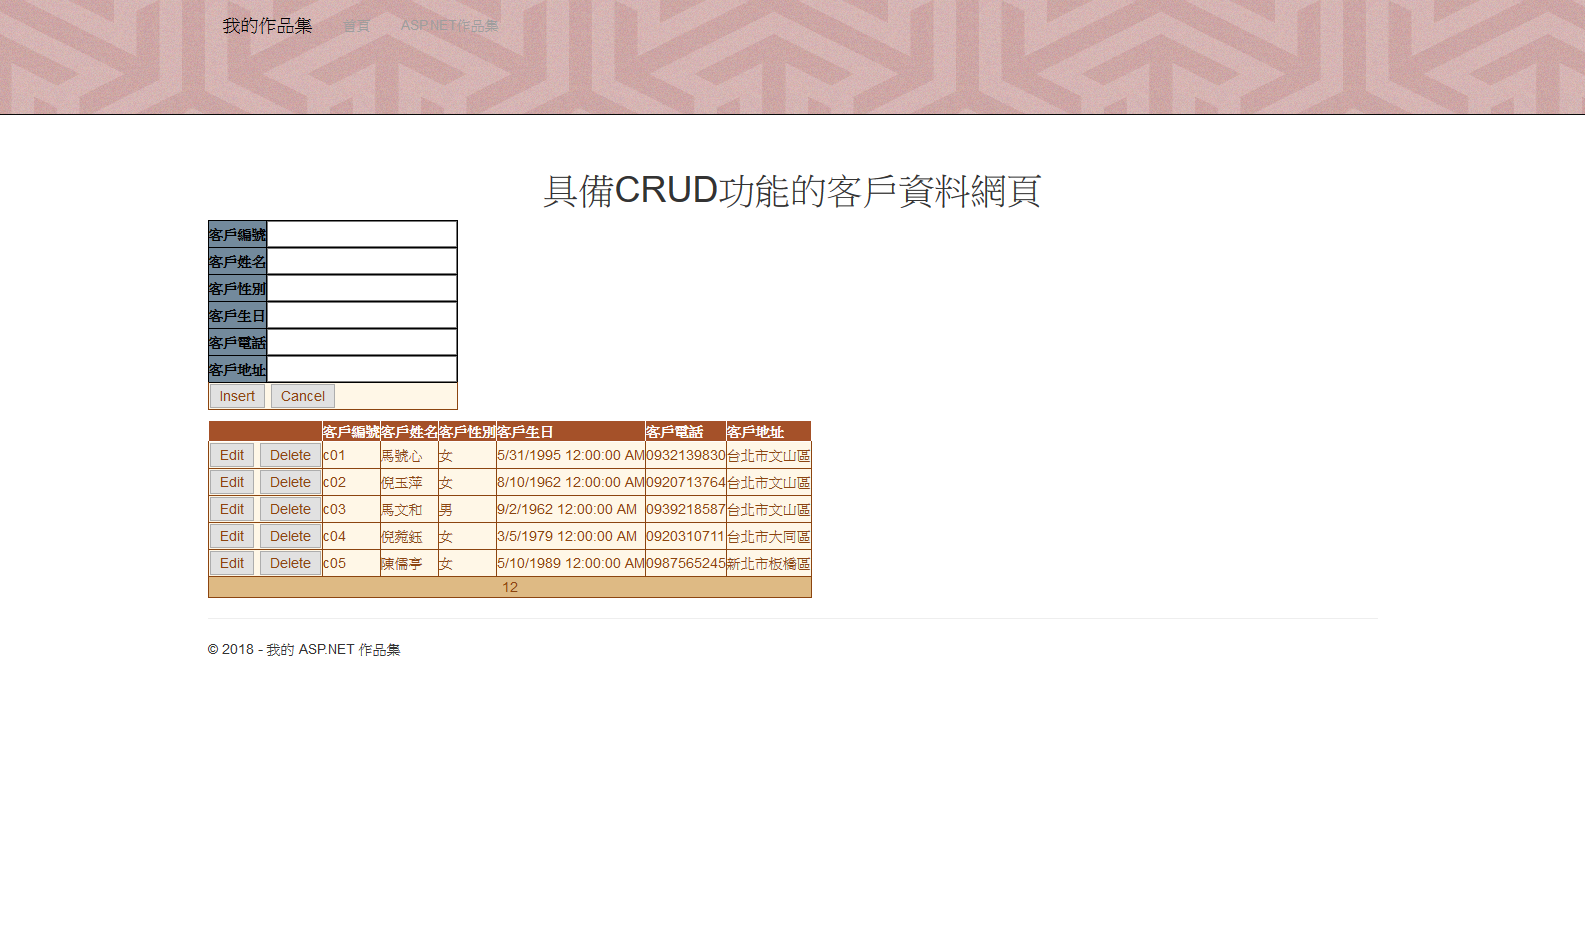 我的作品集 首頁 ASP.NET作品集
具備CRUD功能的客戶資料網頁
客戶編號
客戶姓名
客戶性別
客戶生日
客戶電話
客戶地址
Insert Cancel
客戶編號 客戶姓名 客戶性別 客戶生日 客戶電話 客戶地址
Edit Delete c01 馬號心 女 5/31/1995 12:00:00 AM 0932139830 台北市文山區
Edit Delete c02 倪玉萍 女 8/10/1962 12:00:00 AM 0920713764 台北市文山區
Edit Delete c03 馬文和 男 9/2/1962 12:00:00 AM 0939218587 台北市文山區
Edit Delete c04 倪菀鈺 女 3/5/1979 12:00:00 AM 0920310711 台北市大同區
Edit Delete c05 陳儒亭 女 5/10/1989 12:00:00 AM 0987565245 新北市板橋區
12
© 2018 - 我的 ASP.NET 作品集